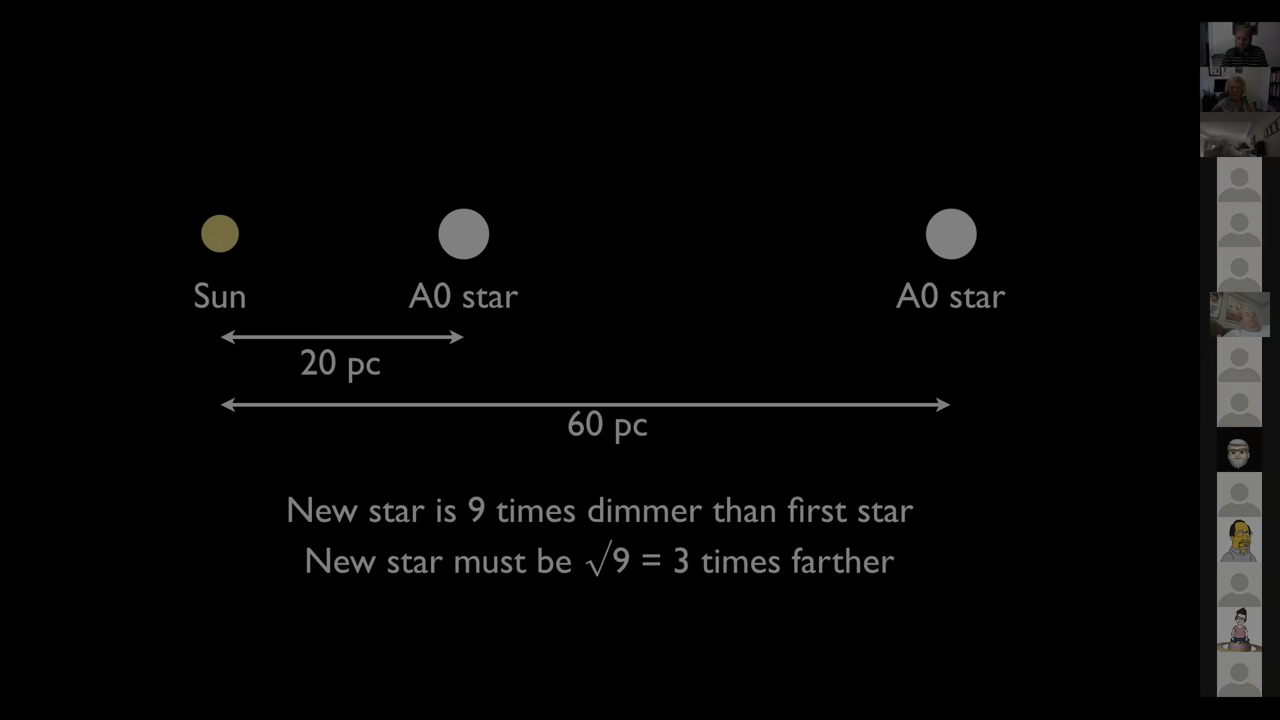 Sun
A0 star
A0 star
20 pc
60 pc
New star is 9 times dimmer than first star
New star must be √9 = 3 times farther